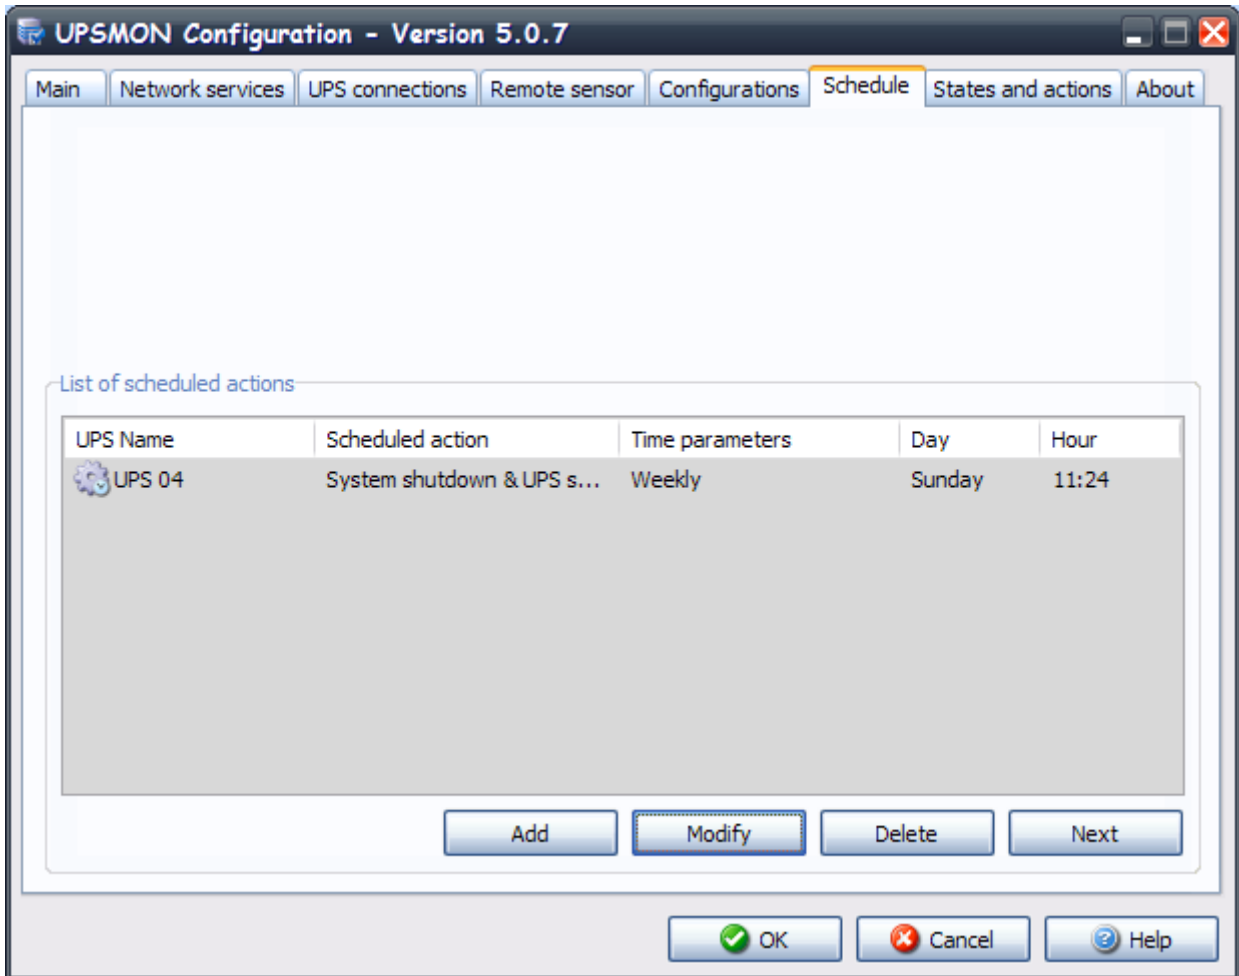 UPSMON Configuration - Version 5.0.7
Main Network services UPS connections Remote sensor Configurations Schedule States and actions About
List of scheduled actions
UPS Name Scheduled action Time parameters Day Hour
UPS 04 System shutdown & UPS s... Weekly Sunday 11:24
Add Modify Delete Next
OK Cancel Help